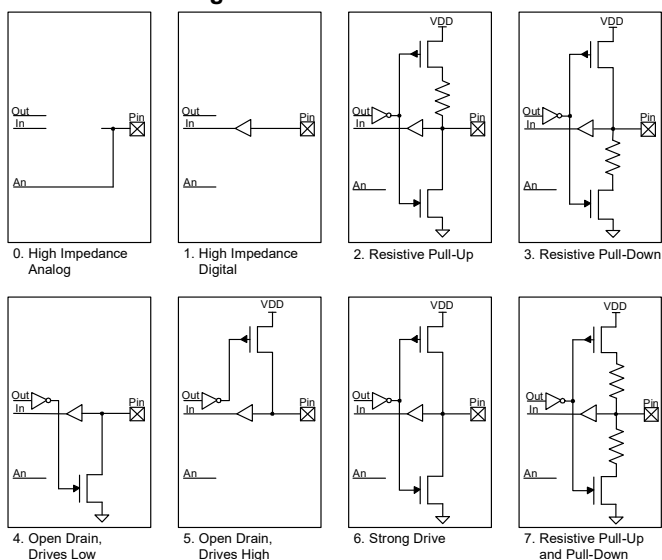 VDD
VDD
Out
In
Pin
An
Out
In
Pin
An
Out
In
Pin
An
Out
In
Pin
An
0. High Impedance
Analog
1. High Impedance
Digital
2. Resistive Pull-Up
3. Resistive Pull-Down
VDD
VDD
VDD
Out
In
Pin
An
Out
In
Pin
An
Out
In
Pin
An
Out
In
Pin
An
4. Open Drain,
Drives Low
5. Open Drain,
Drives High
6. Strong Drive
7. Resistive Pull-Up
and Pull-Down